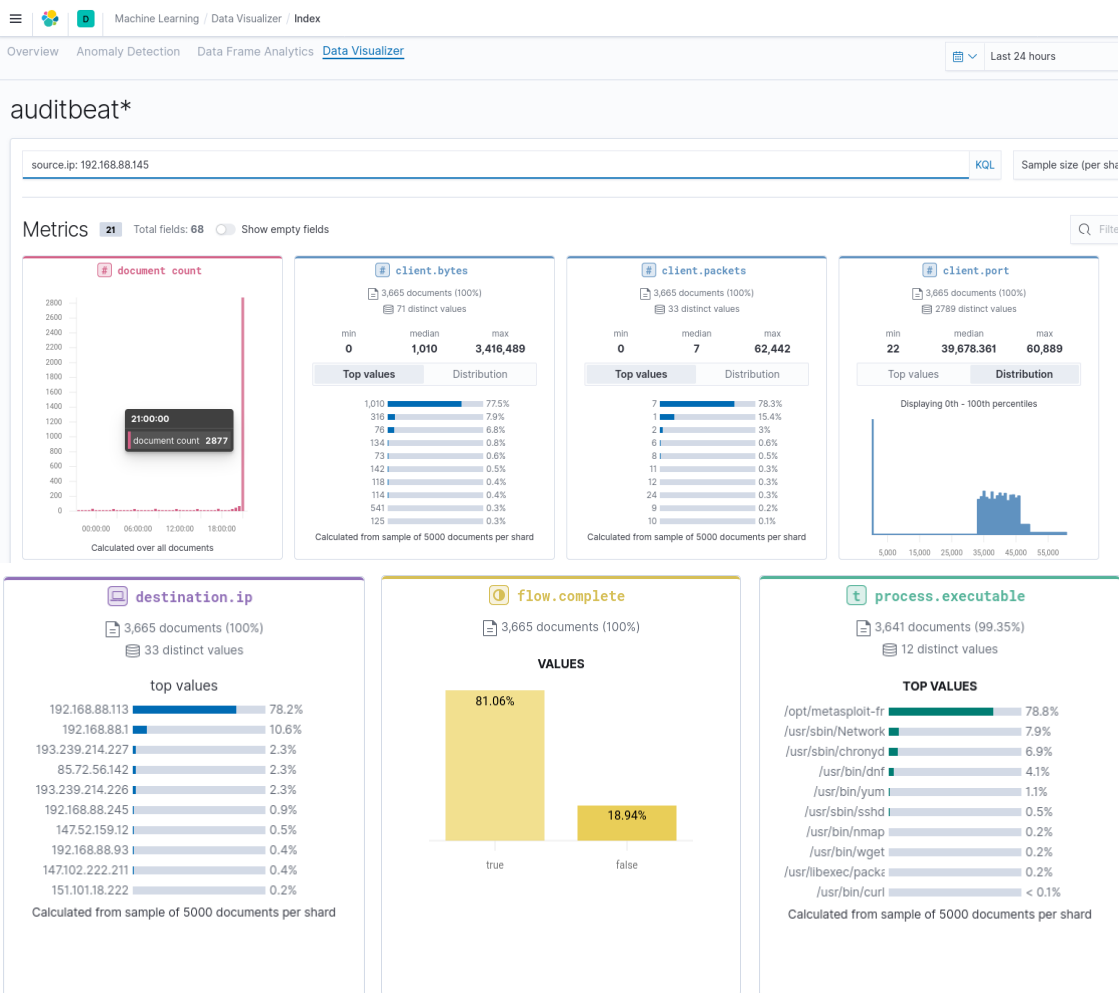 D Machine Learning / Data Visualizer / Index
Overview Anomaly Detection Data Frame Analytics Data Visualizer Last 24 hours
auditbeat*
source.ip: 192.168.88.145 KQL Sample size (per sha
Metrics 21 Total fields: 68 Show empty fields Filte
# document count
2800
2600
2400
2200
2000
1800
1600
1400
1200
1000
800
600
400
200
0
21:00:00
document count 2877
00:00:00 06:00:00 12:00:00 18:00:00
Calculated over all documents
# client.bytes
3,665 documents (100%)
71 distinct values
min median max
0 1,010 3,416,489
Top values Distribution
1,010 77.5%
316 7.9%
76 6.8%
134 0.8%
73 0.6%
142 0.5%
118 0.4%
114 0.4%
541 0.3%
125 0.3%
Calculated from sample of 5000 documents per shard
# client.packets
3,665 documents (100%)
33 distinct values
min median max
0 7 62,442
Top values Distribution
7 78.3%
1 15.4%
2 3%
6 0.6%
8 0.5%
11 0.3%
12 0.3%
24 0.3%
9 0.2%
10 0.1%
Calculated from sample of 5000 documents per shard
# client.port
3,665 documents (100%)
2789 distinct values
min median max
22 39,678.361 60,889
Top values Distribution
Displaying 0th - 100th percentiles
5,000 15,000 25,000 35,000 45,000 55,000
destination.ip
3,665 documents (100%)
33 distinct values
top values
192.168.88.113 78.2%
192.168.88.1 10.6%
193.239.214.227 2.3%
85.72.56.142 2.3%
193.239.214.226 2.3%
192.168.88.245 0.9%
147.52.159.12 0.5%
192.168.88.93 0.4%
147.102.222.211 0.4%
151.101.18.222 0.2%
Calculated from sample of 5000 documents per shard
flow.complete
3,665 documents (100%)
VALUES
81.06%
18.94%
true false
t process.executable
3,641 documents (99.35%)
12 distinct values
TOP VALUES
/opt/metasploit-fr 78.8%
/usr/sbin/Network 7.9%
/usr/sbin/chronyd 6.9%
/usr/bin/dnf 4.1%
/usr/bin/yum 1.1%
/usr/sbin/sshd 0.5%
/usr/bin/nmap 0.2%
/usr/bin/wget 0.2%
/usr/libexec/packa 0.2%
/usr/bin/curl < 0.1%
Calculated from sample of 5000 documents per shard